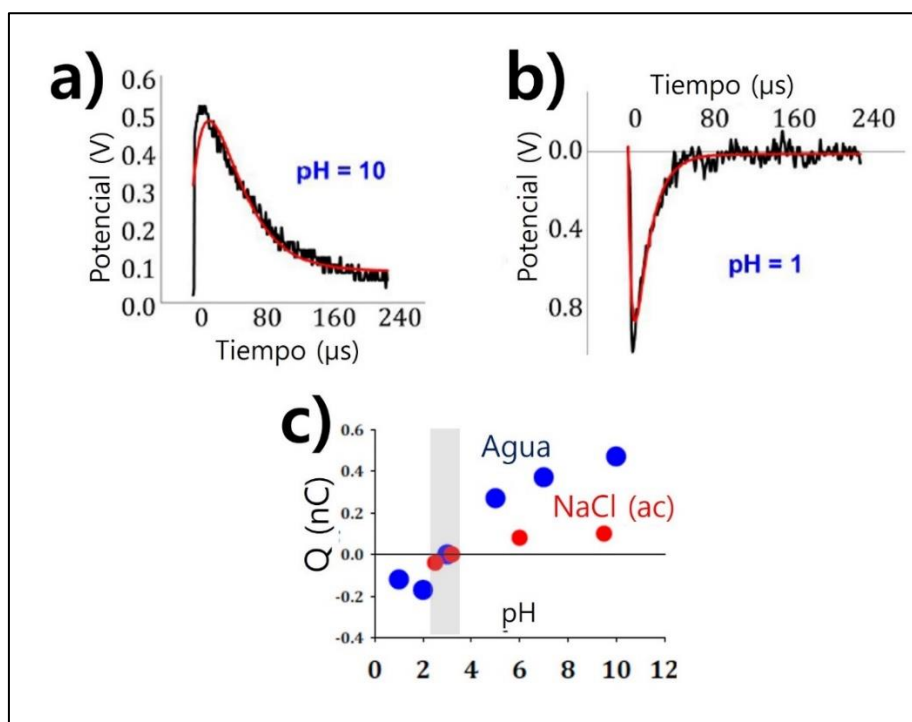 a)
0.6
0.5
0.4
0.3
0.2
0.1
0.0
Potencial (V)
pH = 10
0 80 160 240
Tiempo (µs)
b)
Tiempo (µs)
0 80 160 240
0.0
0.4
0.8
Potencial (V)
pH = 1
c)
0.6
0.4
0.2
0.0
-0.2
-0.4
Q (nC)
Agua
NaCl (ac)
pH
0 2 4 6 8 10 12